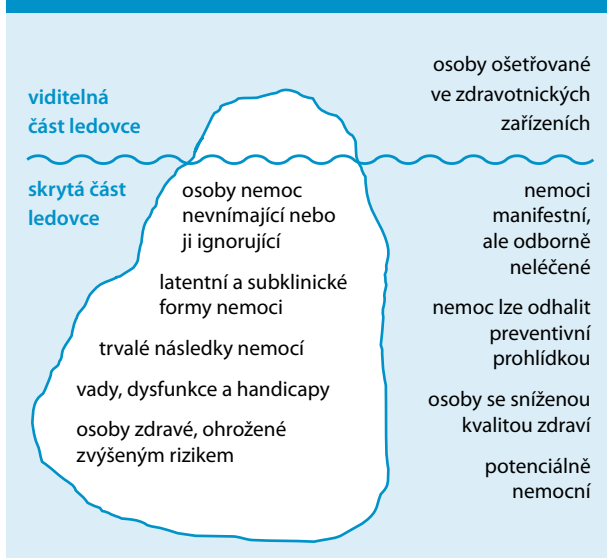 osoby ošetřované
ve zdravotnických
zařízeních
viditelná
část ledovce
skrytá část
ledovce
osoby nemoc
nevnímající nebo
ji ignorující
nemoci
manifestní,
ale odborně
neléčené
latentní a subklinické
formy nemoci
nemoc lze odhalit
preventivní
prohlídkou
trvalé následky nemocí
vady, dysfunkce a handicapy
osoby se sníženou
kvalitou zdraví
osoby zdravé, ohrožené
zvýšeným rizikem
potenciálně
nemocní